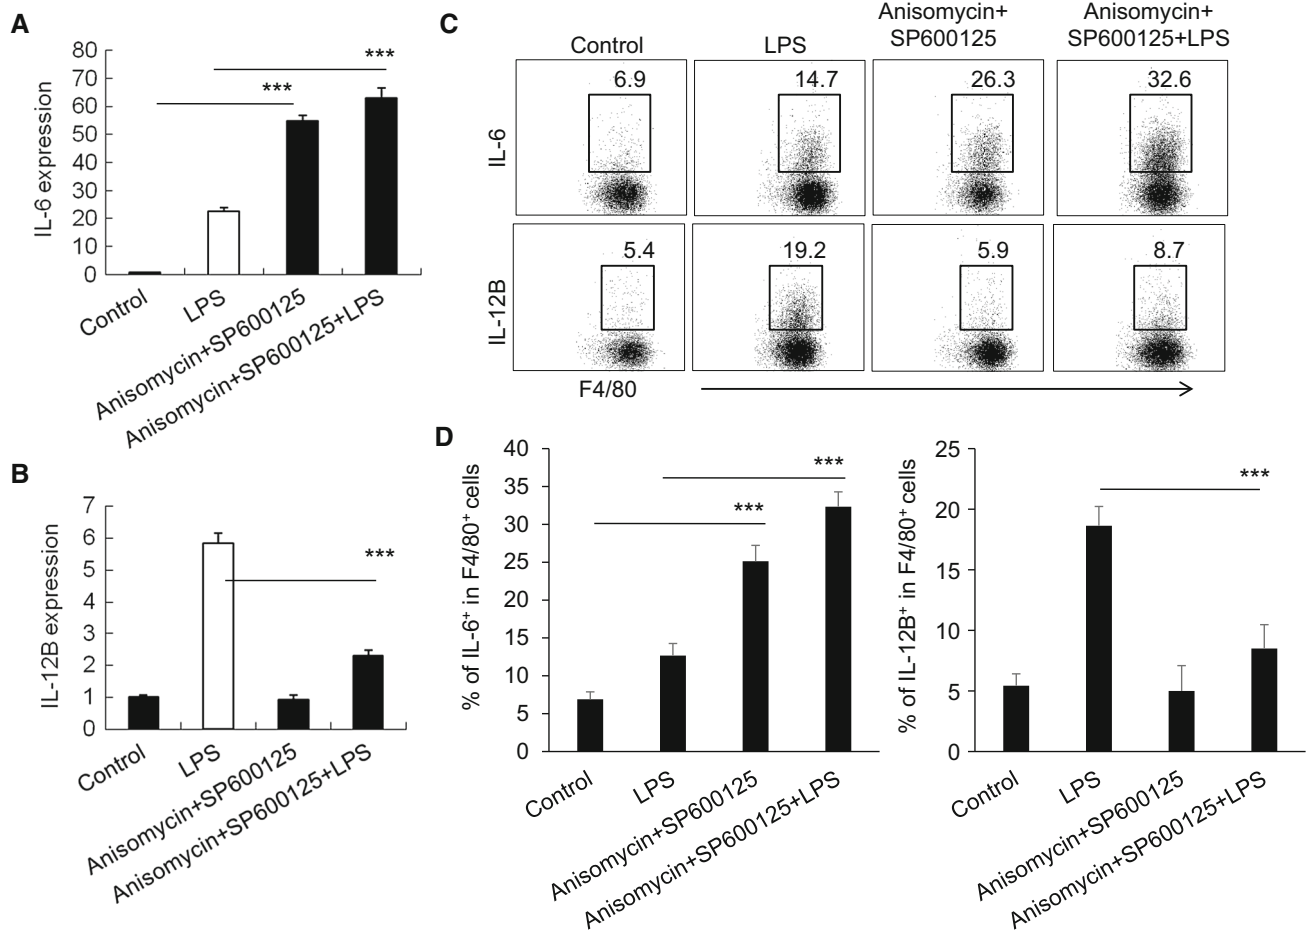 A
IL-6 expression
80
70
60
50
40
30
20
10
0
***
***
Control
LPS
Anisomycin+SP600125
Anisomycin+SP600125+LPS
B
IL-12B expression
7
6
5
4
3
2
1
0
***
Control
LPS
Anisomycin+SP600125
Anisomycin+SP600125+LPS
C
Control
LPS
Anisomycin+
SP600125
Anisomycin+
SP600125+LPS
IL-6
6.9
14.7
26.3
32.6
IL-12B
5.4
19.2
5.9
8.7
F4/80
D
% of IL-6⁺ in F4/80⁺ cells
40
35
30
25
20
15
10
5
0
***
***
Control
LPS
Anisomycin+SP600125
Anisomycin+SP600125+LPS
% of IL-12B⁺ in F4/80⁺ cells
25
20
15
10
5
0
***
Control
LPS
Anisomycin+SP600125
Anisomycin+SP600125+LPS